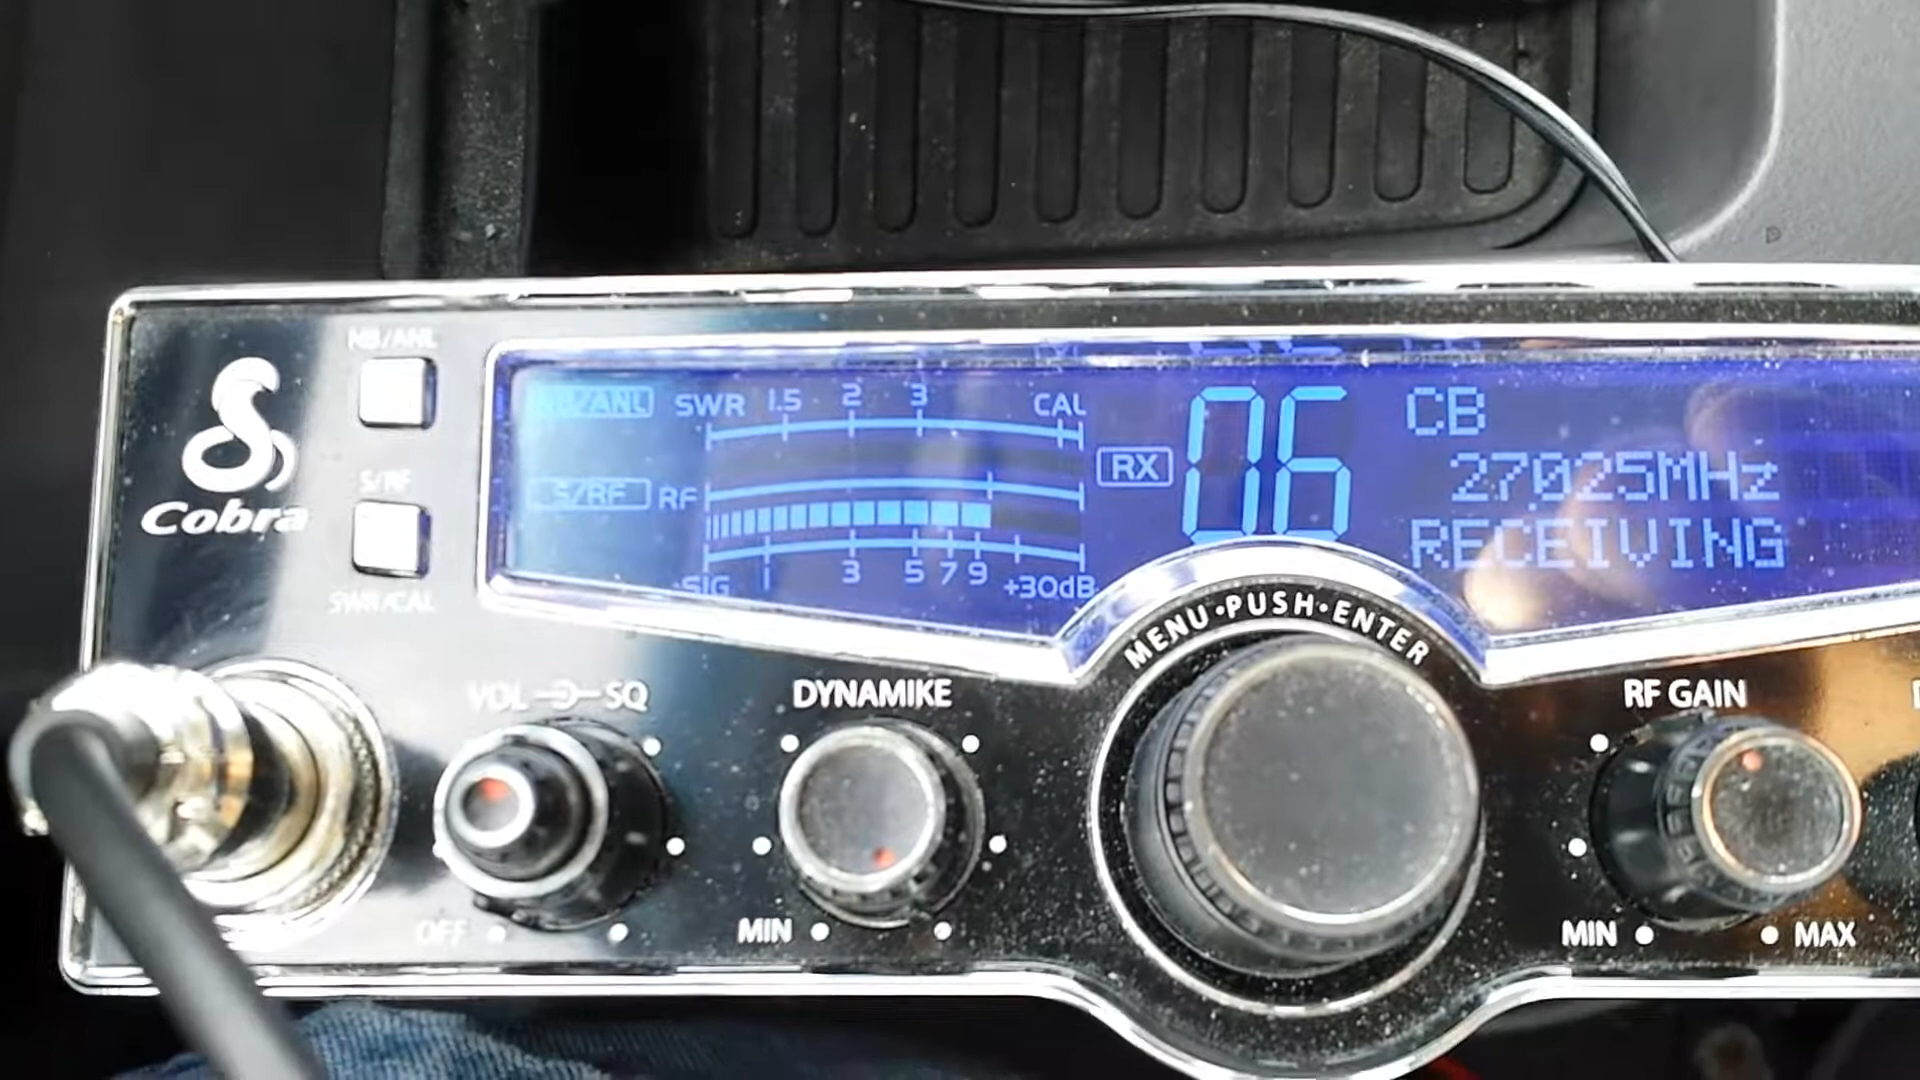 NB/ANL
Cobra
S/RF
SWR/CAL
NB/ANL SWR 1.5 2 3 CAL
S/RF RF
SIG 1 3 5 7 9 +30dB
RX 06 CB
27025MHz
RECEIVING
MENU•PUSH•ENTER
VOL SQ
OFF
DYNAMIKE
MIN
RF GAIN
MIN MAX